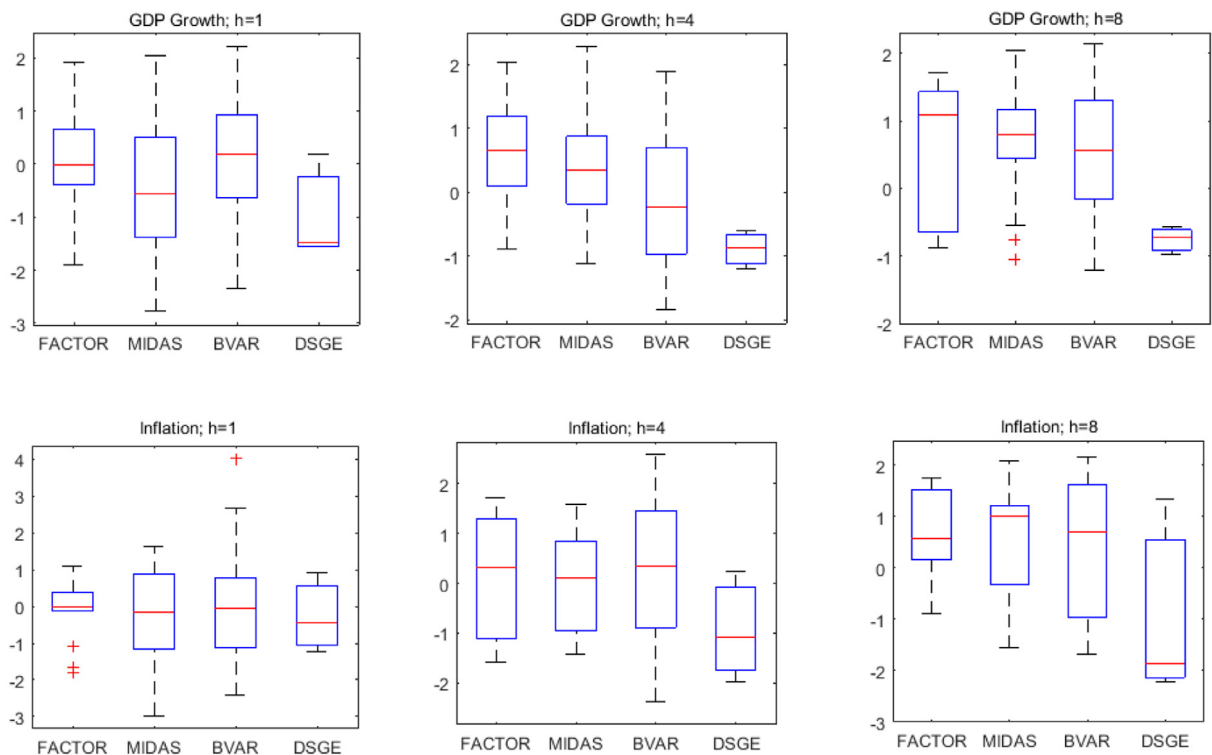 GDP Growth; h=1
2
1
0
-1
-2
-3
FACTOR MIDAS BVAR DSGE
GDP Growth; h=4
2
1
0
-1
-2
FACTOR MIDAS BVAR DSGE
GDP Growth; h=8
2
1
0
-1
-2
FACTOR MIDAS BVAR DSGE
Inflation; h=1
4
3
2
1
0
-1
-2
-3
FACTOR MIDAS BVAR DSGE
Inflation; h=4
2
1
0
-1
-2
FACTOR MIDAS BVAR DSGE
Inflation; h=8
2
1
0
-1
-2
-3
FACTOR MIDAS BVAR DSGE